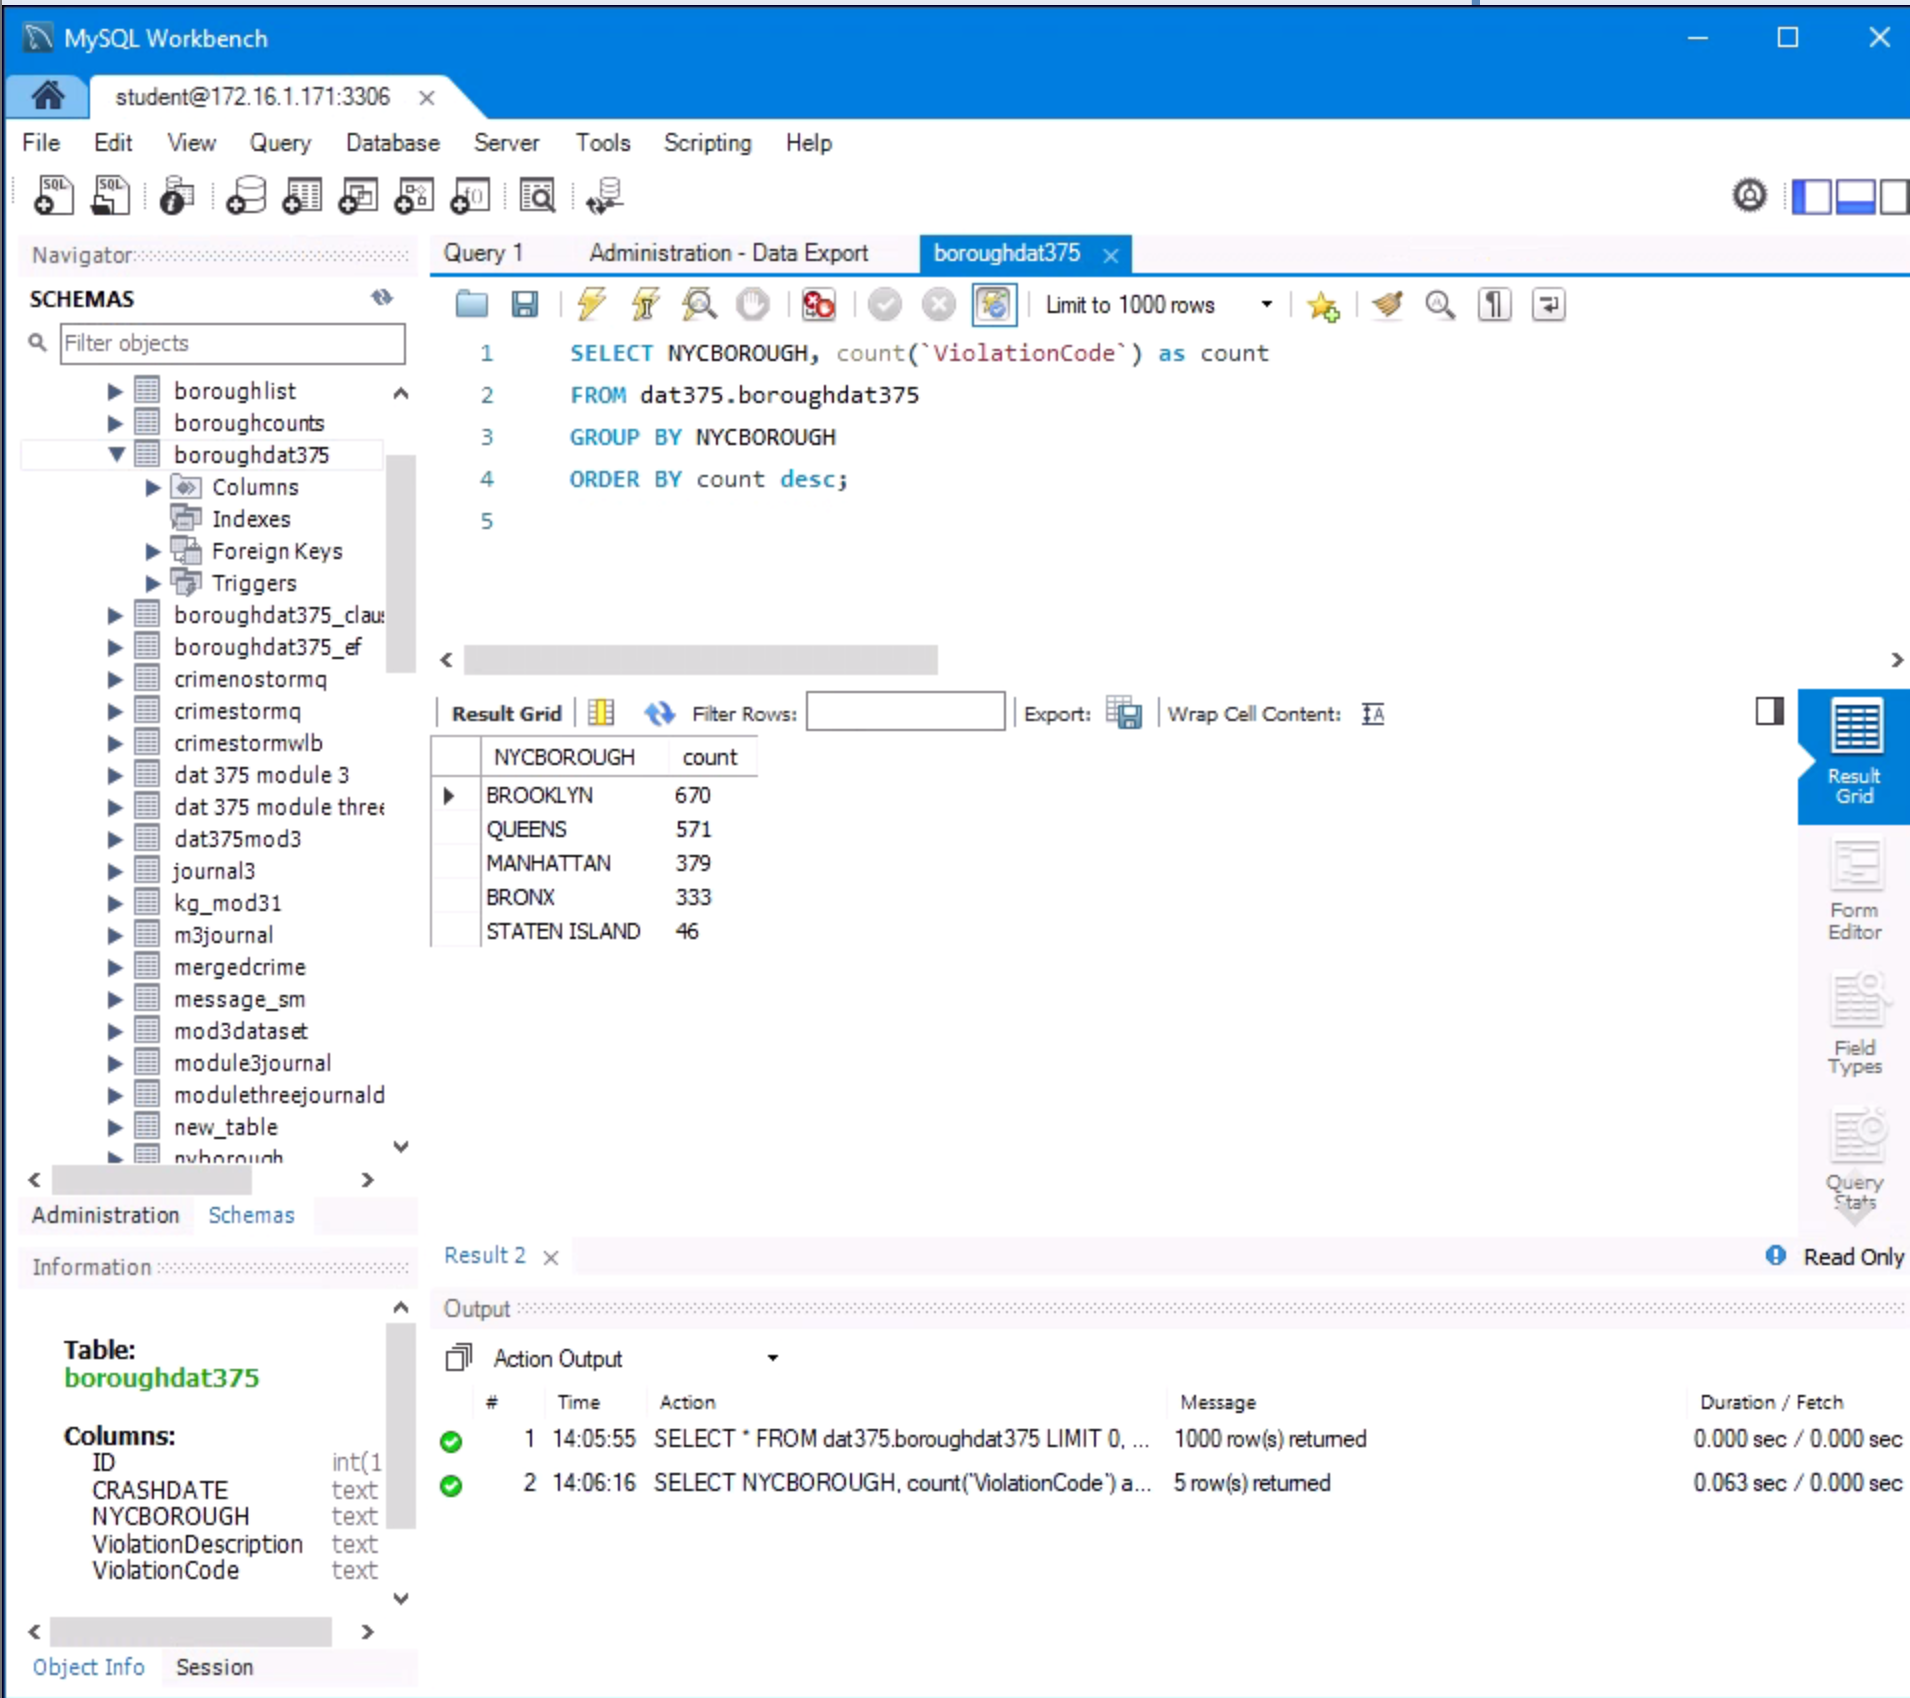 MySQL Workbench
student@172.16.1.171:3306
File Edit View Query Database Server Tools Scripting Help
Navigator
SCHEMAS
Filter objects
boroughlist
boroughcounts
boroughdat375
Columns
Indexes
Foreign Keys
Triggers
boroughdat375_clau
boroughdat375_ef
crimenostormq
crimestormq
crimestormwlb
dat 375 module 3
dat 375 module three
dat375mod3
journal3
kg_mod31
m3journal
mergedcrime
message_sm
mod3dataset
module3journal
modulethreejournald
new_table
nyborough
Administration Schemas
Information
Table:
boroughdat375
Columns:
ID int(1
CRASHDATE text
NYCBOROUGH text
ViolationDescription text
ViolationCode text
Object Info Session
Query 1 Administration - Data Export boroughdat375
Limit to 1000 rows
1 SELECT NYCBOROUGH, count(`ViolationCode`) as count
2 FROM dat375.boroughdat375
3 GROUP BY NYCBOROUGH
4 ORDER BY count desc;
5
Result Grid Filter Rows: Export: Wrap Cell Content:
NYCBOROUGH count
BROOKLYN 670
QUEENS 571
MANHATTAN 379
BRONX 333
STATEN ISLAND 46
Result
Grid
Form
Editor
Field
Types
Query
Stats
Result 2 Read Only
Output
Action Output
# Time Action Message Duration / Fetch
1 14:05:55 SELECT * FROM dat375.boroughdat375 LIMIT 0, ... 1000 row(s) returned 0.000 sec / 0.000 sec
2 14:06:16 SELECT NYCBOROUGH, count(`ViolationCode`) a... 5 row(s) returned 0.063 sec / 0.000 sec